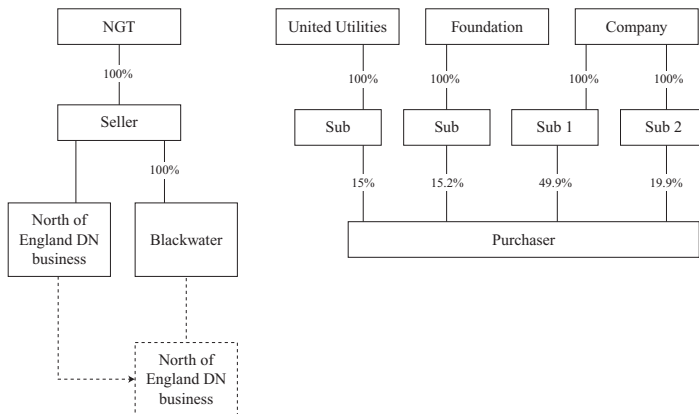 NGT
United Utilities
Foundation
Company
100%
100%
100%
100%
100%
Seller
Sub
Sub
Sub 1
Sub 2
100%
15%
15.2%
49.9%
19.9%
North of
England DN
business
Blackwater
Purchaser
North of
England DN
business